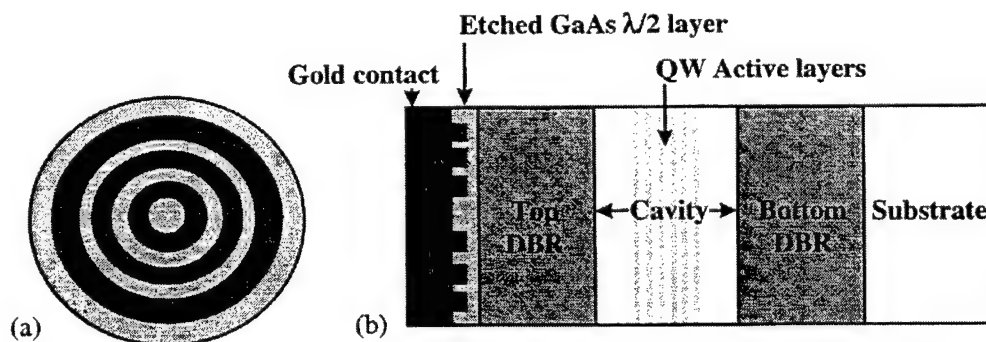 Etched GaAs λ/2 layer
Gold contact
QW Active layers
Top
DBR
Cavity
Bottom
DBR
Substrate
(a)
(b)